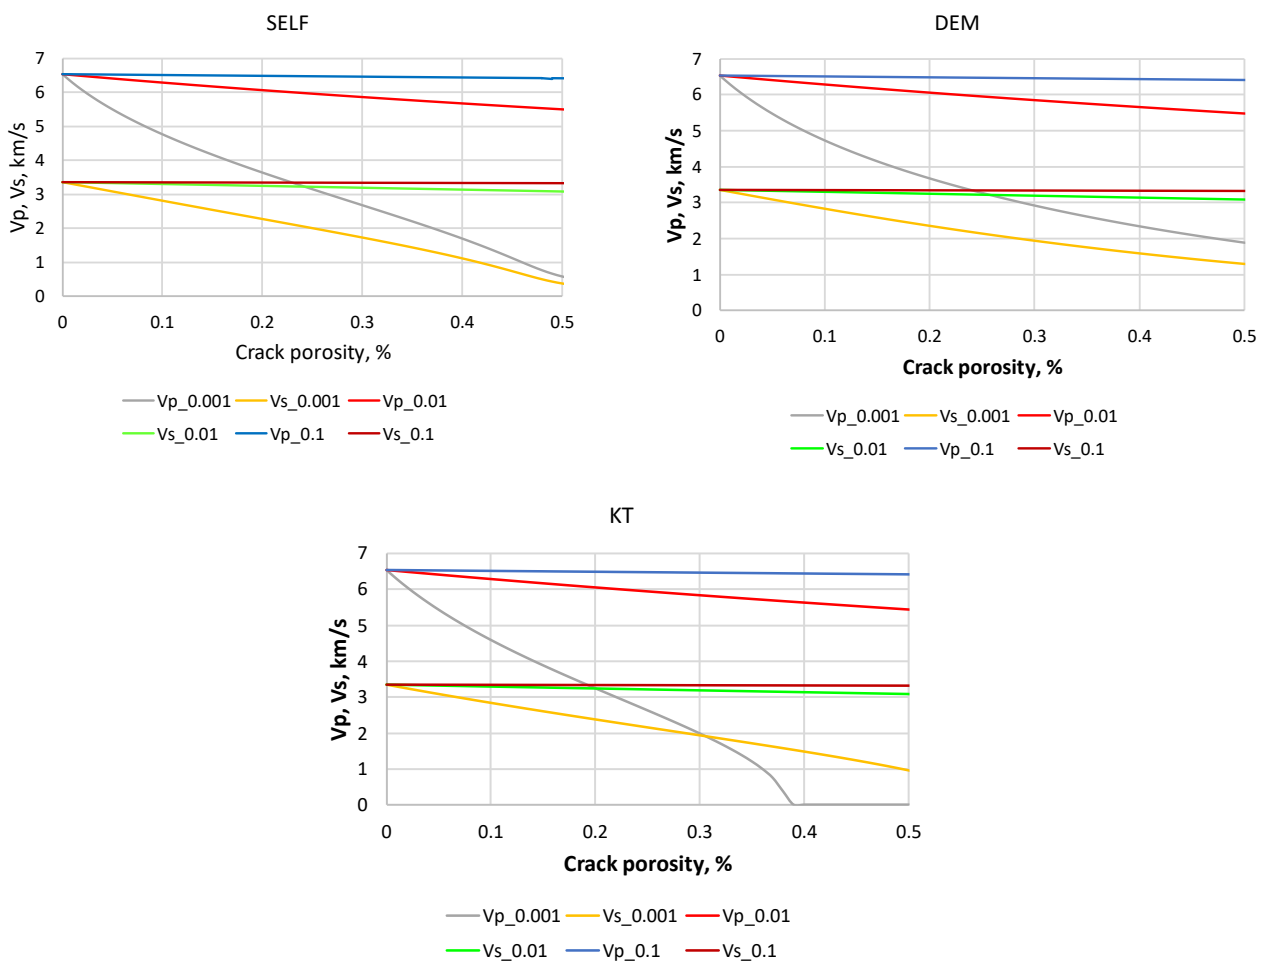 SELF
7
6
5
4
3
2
1
0
Vp, Vs, km/s
0 0.1 0.2 0.3 0.4 0.5
Crack porosity, %
Vp_0.001 Vs_0.001 Vp_0.01
Vs_0.01 Vp_0.1 Vs_0.1
DEM
7
6
5
4
3
2
1
0
Vp, Vs, km/s
0 0.1 0.2 0.3 0.4 0.5
Crack porosity, %
Vp_0.001 Vs_0.001 Vp_0.01
Vs_0.01 Vp_0.1 Vs_0.1
KT
7
6
5
4
3
2
1
0
Vp, Vs, km/s
0 0.1 0.2 0.3 0.4 0.5
Crack porosity, %
Vp_0.001 Vs_0.001 Vp_0.01
Vs_0.01 Vp_0.1 Vs_0.1